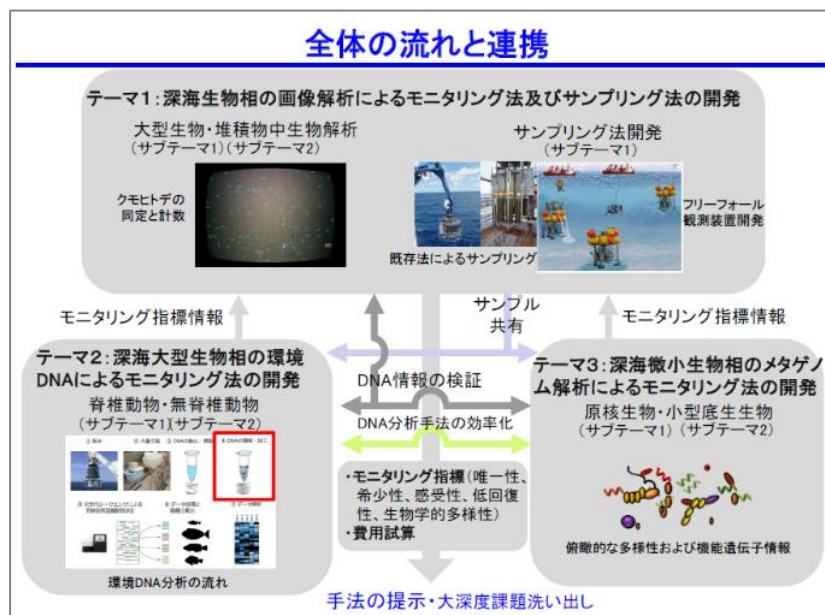 全体の流れと連携
テーマ1：深海生物相の画像解析によるモニタリング法及びサンプリング法の開発
大型生物・堆積物中生物解析
(サブテーマ1)(サブテーマ2)
サンプリング法開発
(サブテーマ1)
クモヒトデの
同定と計数
フリーフォール
観測装置開発
既存法によるサンプリング
モニタリング指標情報
サンプル
共有
モニタリング指標情報
テーマ2：深海大型生物相の環境
DNAによるモニタリング法の開発
脊椎動物・無脊椎動物
(サブテーマ1)(サブテーマ2)
環境DNA分析の流れ
DNA情報の検証
DNA分析手法の効率化
・モニタリング指標(唯一性、
希少性、感受性、低回復
性、生物学的多様性)
・費用試算
テーマ3：深海微小生物相のメタゲノ
ム解析によるモニタリング法の開発
原核生物・小型底生生物
(サブテーマ1) (サブテーマ2)
俯瞰的な多様性および機能遺伝子情報
手法の提示・大深度課題洗い出し